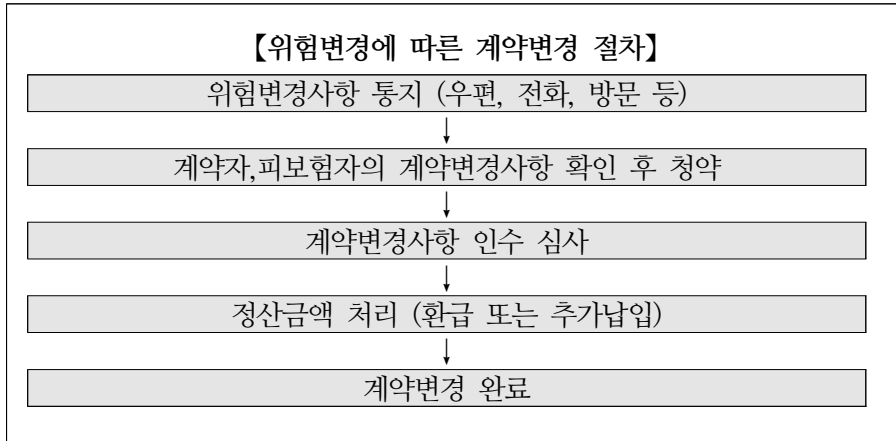 【위험변경에 따른 계약변경 절차】
위험변경사항 통지 (우편, 전화, 방문 등)
계약자,피보험자의 계약변경사항 확인 후 청약
계약변경사항 인수 심사
정산금액 처리 (환급 또는 추가납입)
계약변경 완료